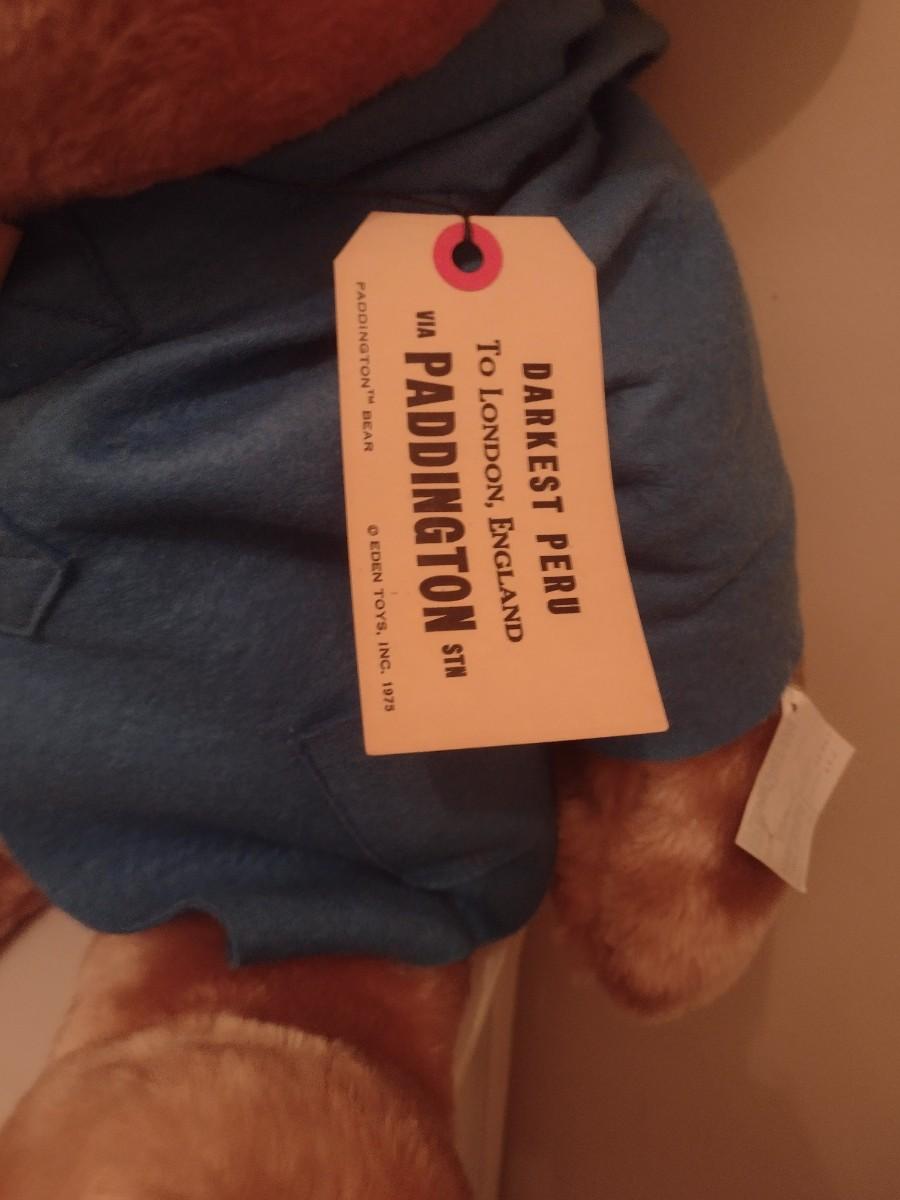 DARKEST PERU
TO LONDON, ENGLAND
VIA PADDINGTON STN
PADDINGTON™ BEAR © EDEN TOYS, INC. 1975